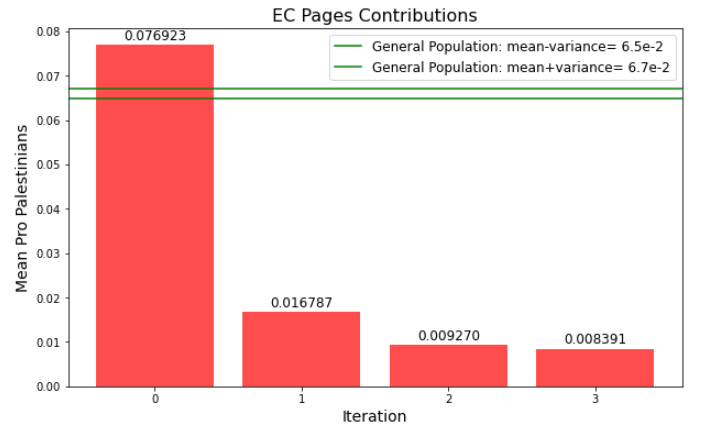 EC Pages Contributions
General Population: mean-variance= 6.5e-2
General Population: mean+variance= 6.7e-2
Mean Pro Palestinians
0.08
0.07
0.06
0.05
0.04
0.03
0.02
0.01
0.00
0.076923
0.016787
0.009270
0.008391
0 1 2 3
Iteration